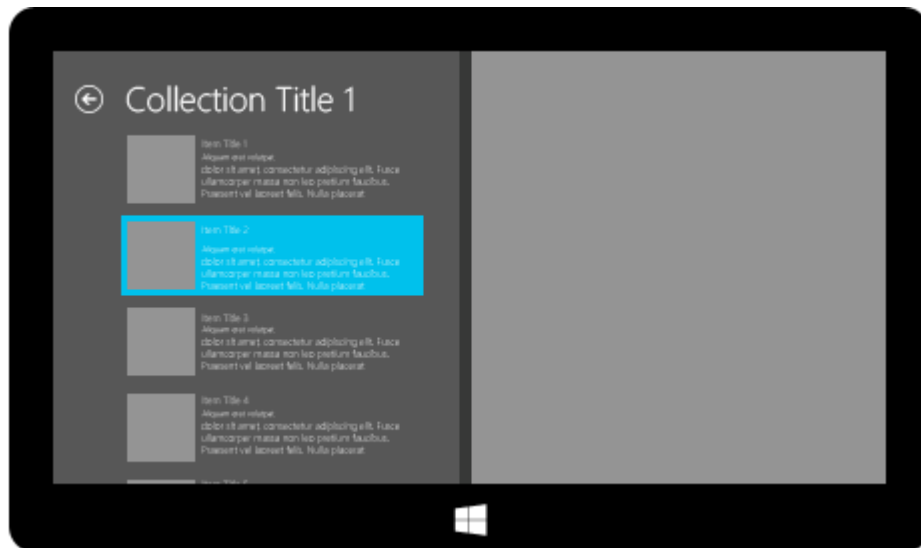 Collection Title 1
Item Title 1
Aliquam erat volutpat.
dolor sit amet, consectetur adipiscing elit. Fusce
ullamcorper massa non leo pretium faucibus.
Praesent vel laoreet felis. Nulla placerat
Item Title 2
Aliquam erat volutpat.
dolor sit amet, consectetur adipiscing elit. Fusce
ullamcorper massa non leo pretium faucibus.
Praesent vel laoreet felis. Nulla placerat
Item Title 3
Aliquam erat volutpat.
dolor sit amet, consectetur adipiscing elit. Fusce
ullamcorper massa non leo pretium faucibus.
Praesent vel laoreet felis. Nulla placerat
Item Title 4
Aliquam erat volutpat.
dolor sit amet, consectetur adipiscing elit. Fusce
ullamcorper massa non leo pretium faucibus.
Praesent vel laoreet felis. Nulla placerat